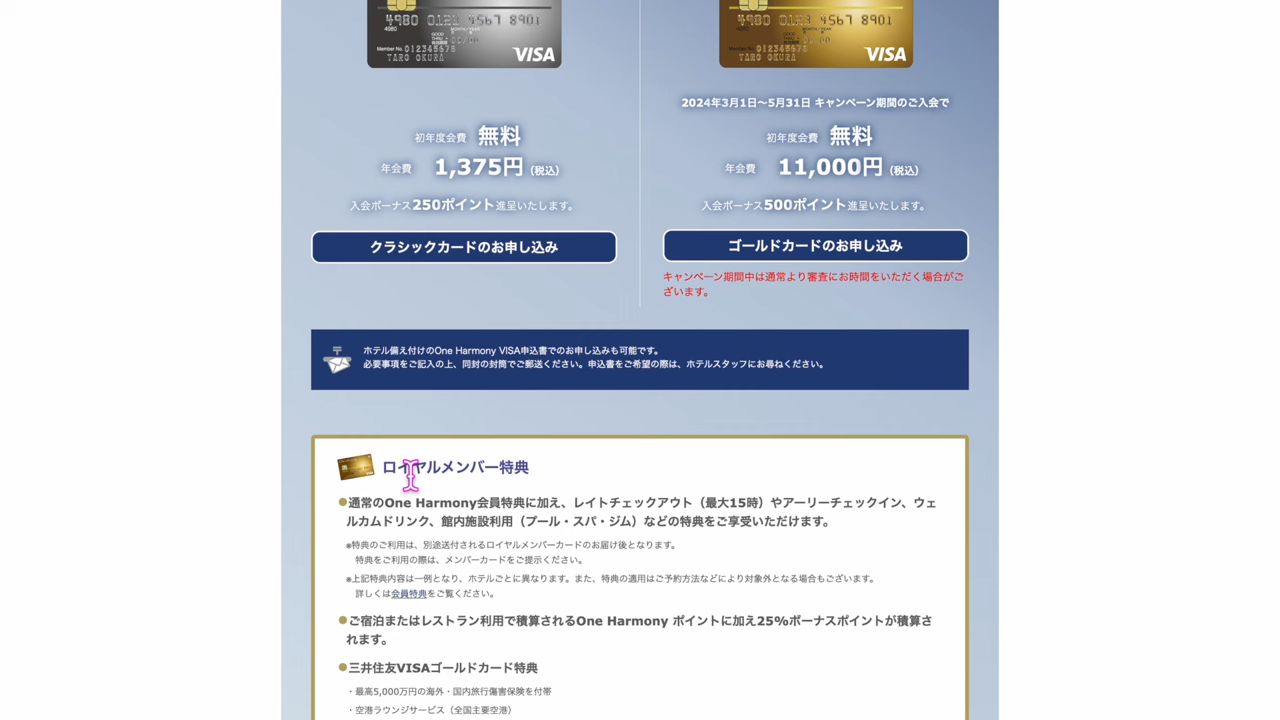 4980 0123 4567 8901
4980
Member No. 012345678
TARO OKURA
VISA
4980 0123 4567 8901
Member No. 012345678
TARO OKURA
VISA
2024年3月1日〜5月31日 キャンペーン期間のご入会で
初年度会費 無料
年会費 1,375円（税込）
入会ボーナス250ポイント進呈いたします。
クラシックカードのお申し込み
初年度会費 無料
年会費 11,000円（税込）
入会ボーナス500ポイント進呈いたします。
ゴールドカードのお申し込み
キャンペーン期間中は通常より審査にお時間をいただく場合がご
ざいます。
ホテル備え付けのOne Harmony VISA申込書でのお申し込みも可能です。
必要事項をご記入の上、同封の封筒でご郵送ください。申込書をご希望の際は、ホテルスタッフにお尋ねください。
ロイヤルメンバー特典
●通常のOne Harmony会員特典に加え、レイトチェックアウト（最大15時）やアーリーチェックイン、ウェ
ルカムドリンク、館内施設利用（プール・スパ・ジム）などの特典をご享受いただけます。
※特典のご利用は、別途送付されるロイヤルメンバーカードのお届け後となります。
特典をご利用の際は、メンバーカードをご提示ください。
※上記特典内容は一例となり、ホテルごとに異なります。また、特典の適用はご予約方法などにより対象外となる場合もございます。
詳しくは会員特典をご覧ください。
●ご宿泊またはレストラン利用で積算されるOne Harmony ポイントに加え25%ボーナスポイントが積算さ
れます。
●三井住友VISAゴールドカード特典
・最高5,000万円の海外・国内旅行傷害保険を付帯
・空港ラウンジサービス（全国主要空港）